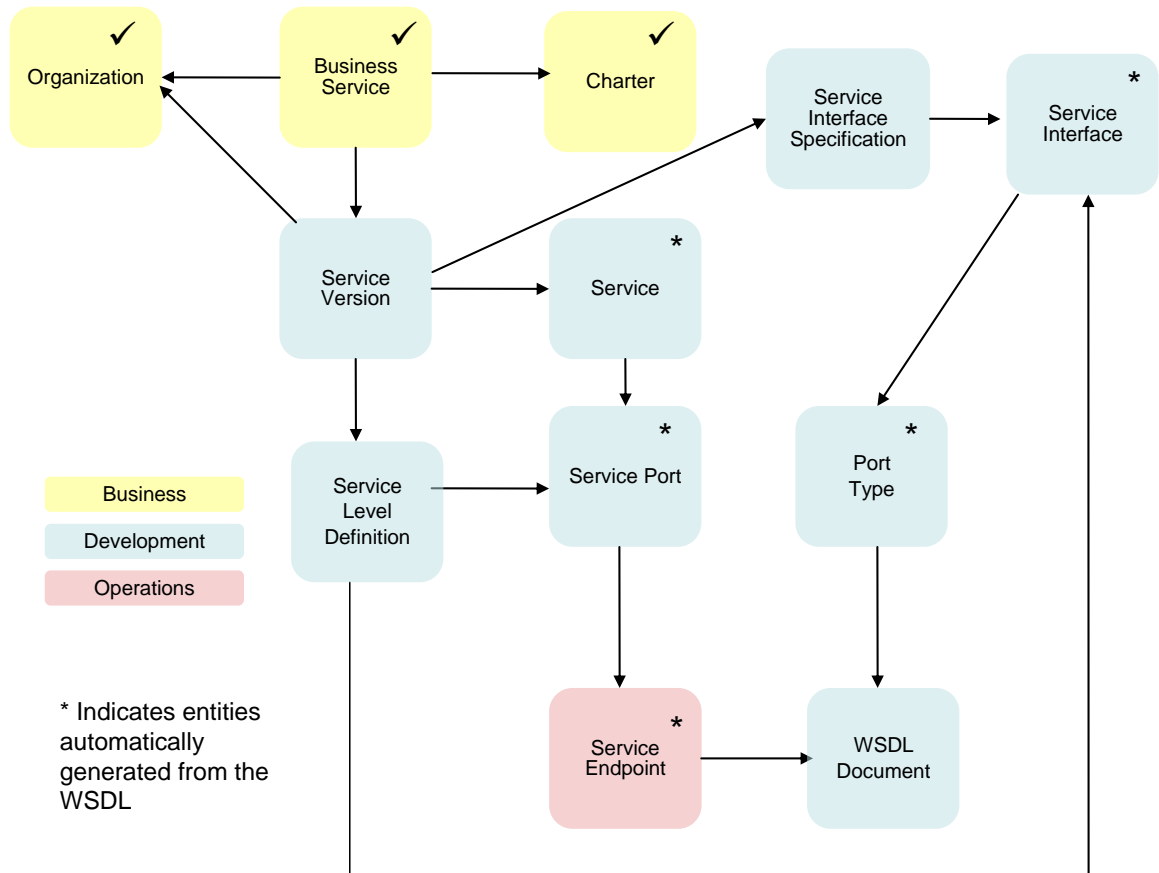 ✓
Organization
✓
Business
Service
✓
Charter
Service
Interface
Specification
*
Service
Interface
Service
Version
*
Service
Service
Level
Definition
*
Service Port
*
Port
Type
Business
Development
Operations
* Indicates entities
automatically
generated from the
WSDL
*
Service
Endpoint
WSDL
Document